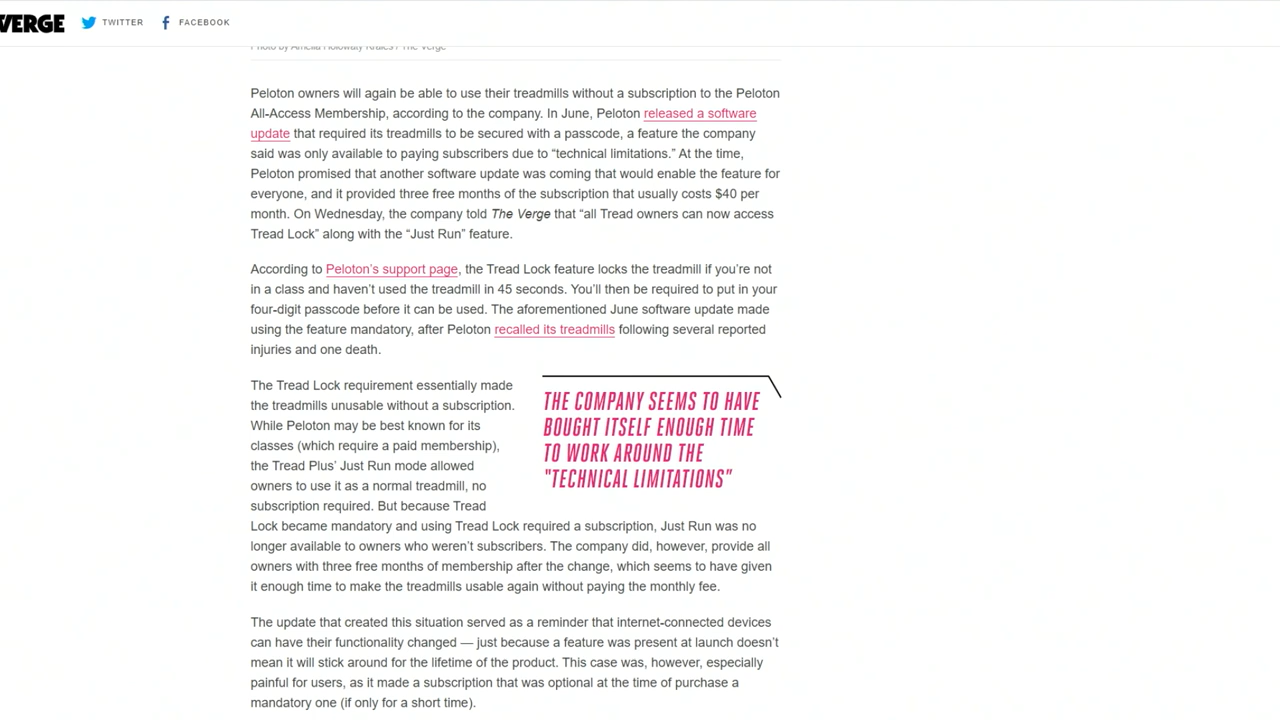 VERGE
TWITTER
FACEBOOK
Photo by Amelia Holowaty Krales / The Verge
Peloton owners will again be able to use their treadmills without a subscription to the Peloton
All-Access Membership, according to the company. In June, Peloton released a software
update that required its treadmills to be secured with a passcode, a feature the company
said was only available to paying subscribers due to “technical limitations.” At the time,
Peloton promised that another software update was coming that would enable the feature for
everyone, and it provided three free months of the subscription that usually costs $40 per
month. On Wednesday, the company told The Verge that “all Tread owners can now access
Tread Lock” along with the “Just Run” feature.
According to Peloton’s support page, the Tread Lock feature locks the treadmill if you’re not
in a class and haven’t used the treadmill in 45 seconds. You’ll then be required to put in your
four-digit passcode before it can be used. The aforementioned June software update made
using the feature mandatory, after Peloton recalled its treadmills following several reported
injuries and one death.
The Tread Lock requirement essentially made
the treadmills unusable without a subscription.
While Peloton may be best known for its
classes (which require a paid membership),
the Tread Plus’ Just Run mode allowed
owners to use it as a normal treadmill, no
subscription required. But because Tread
Lock became mandatory and using Tread Lock required a subscription, Just Run was no
longer available to owners who weren’t subscribers. The company did, however, provide all
owners with three free months of membership after the change, which seems to have given
it enough time to make the treadmills usable again without paying the monthly fee.
THE COMPANY SEEMS TO HAVE
BOUGHT ITSELF ENOUGH TIME
TO WORK AROUND THE
"TECHNICAL LIMITATIONS”
The update that created this situation served as a reminder that internet-connected devices
can have their functionality changed — just because a feature was present at launch doesn’t
mean it will stick around for the lifetime of the product. This case was, however, especially
painful for users, as it made a subscription that was optional at the time of purchase a
mandatory one (if only for a short time).